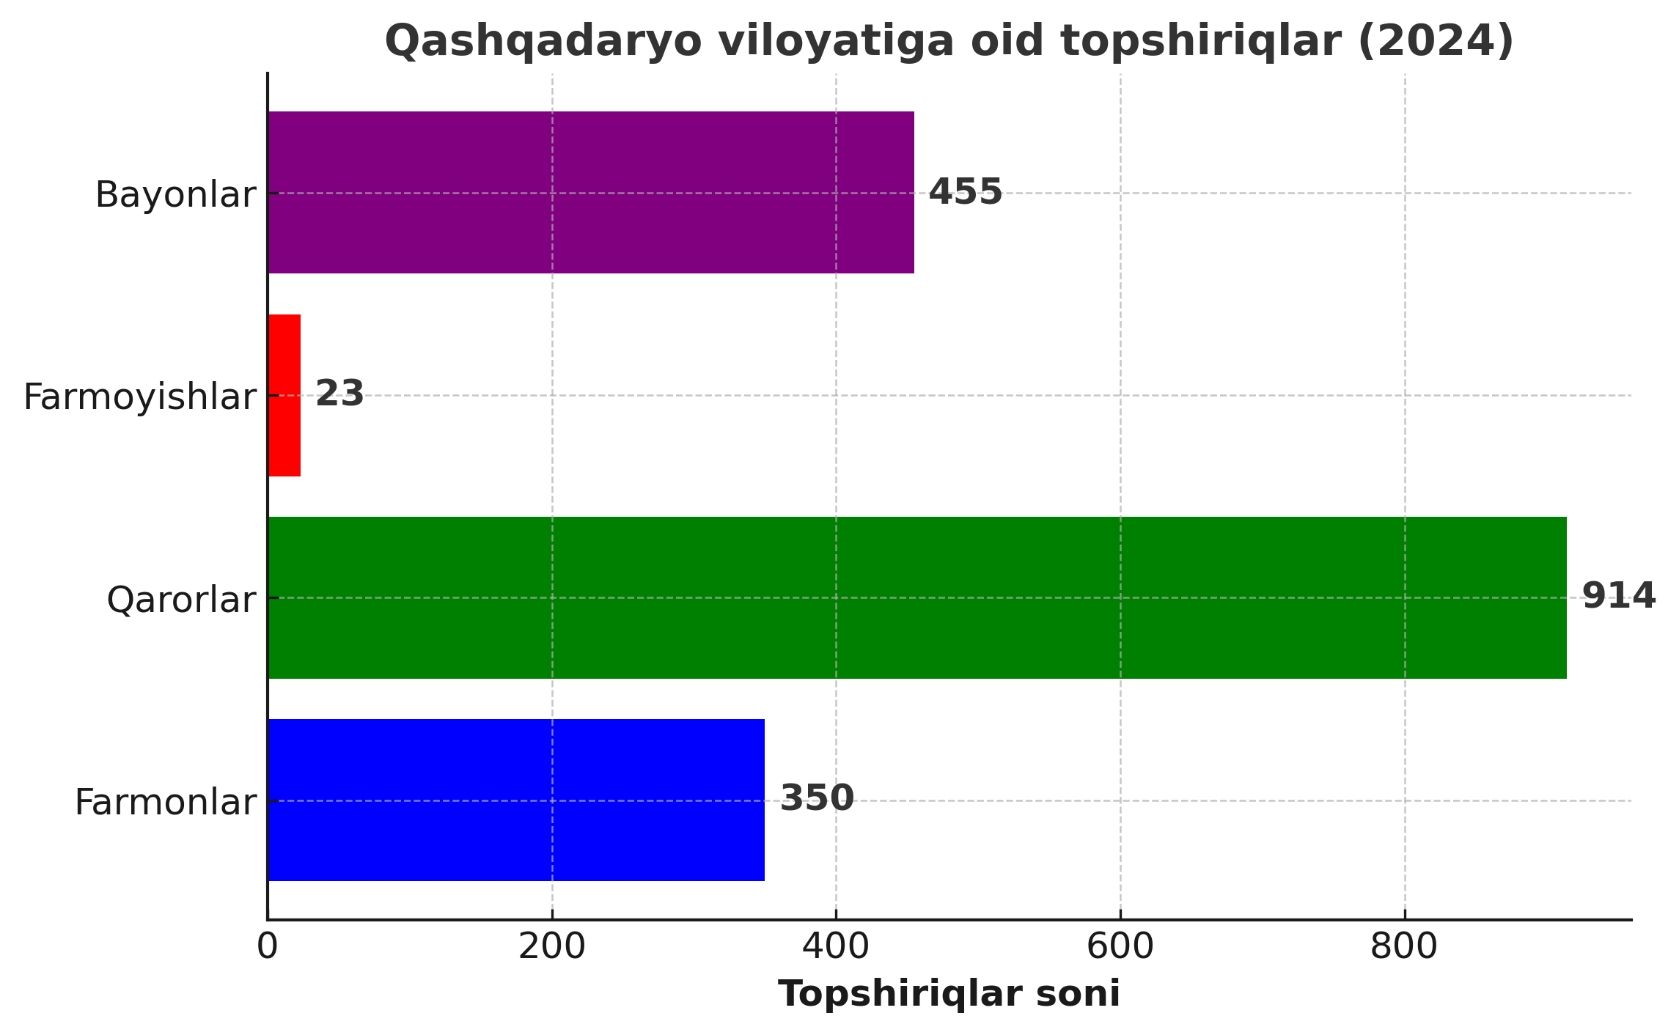 Qashqadaryo viloyatiga oid topshiriqlar (2024)
Bayonlar
455
Farmoyishlar
23
Qarorlar
914
Farmonlar
350
0 200 400 600 800
Topshiriqlar soni